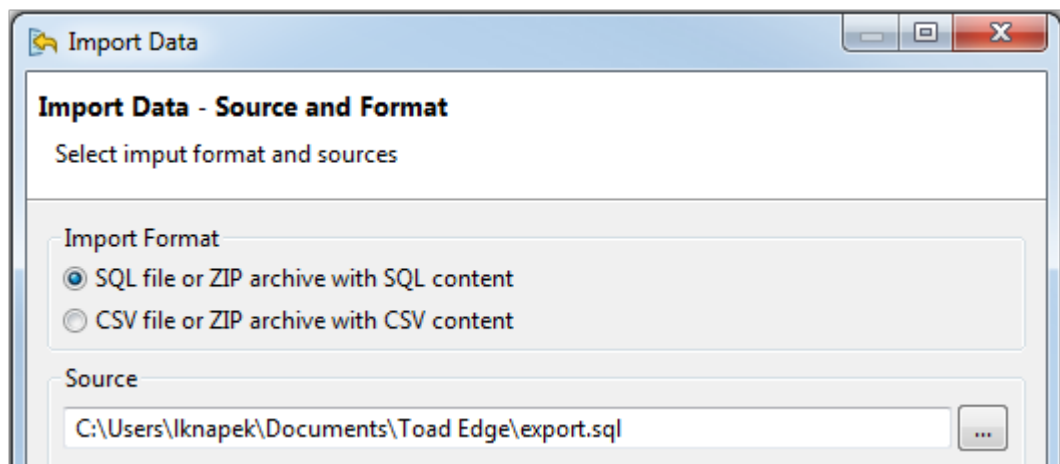 Import Data
Import Data - Source and Format
Select imput format and sources
Import Format
SQL file or ZIP archive with SQL content
CSV file or ZIP archive with CSV content
Source
C:\Users\lknapek\Documents\Toad Edge\export.sql
...